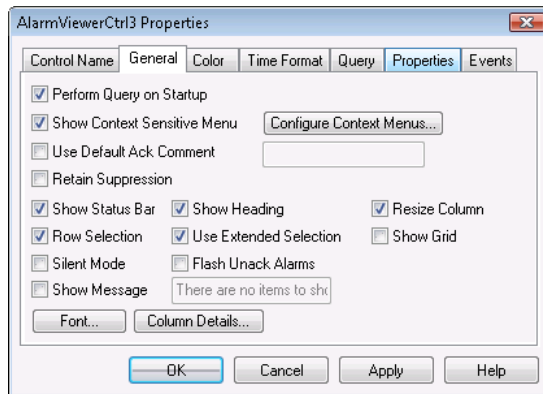 AlarmViewerCtrl3 Properties
Control Name General Color Time Format Query Properties Events
Perform Query on Startup
Show Context Sensitive Menu Configure Context Menus...
Use Default Ack Comment
Retain Suppression
Show Status Bar Show Heading Resize Column
Row Selection Use Extended Selection Show Grid
Silent Mode Flash Unack Alarms
Show Message There are no items to sho
Font... Column Details...
OK Cancel Apply Help